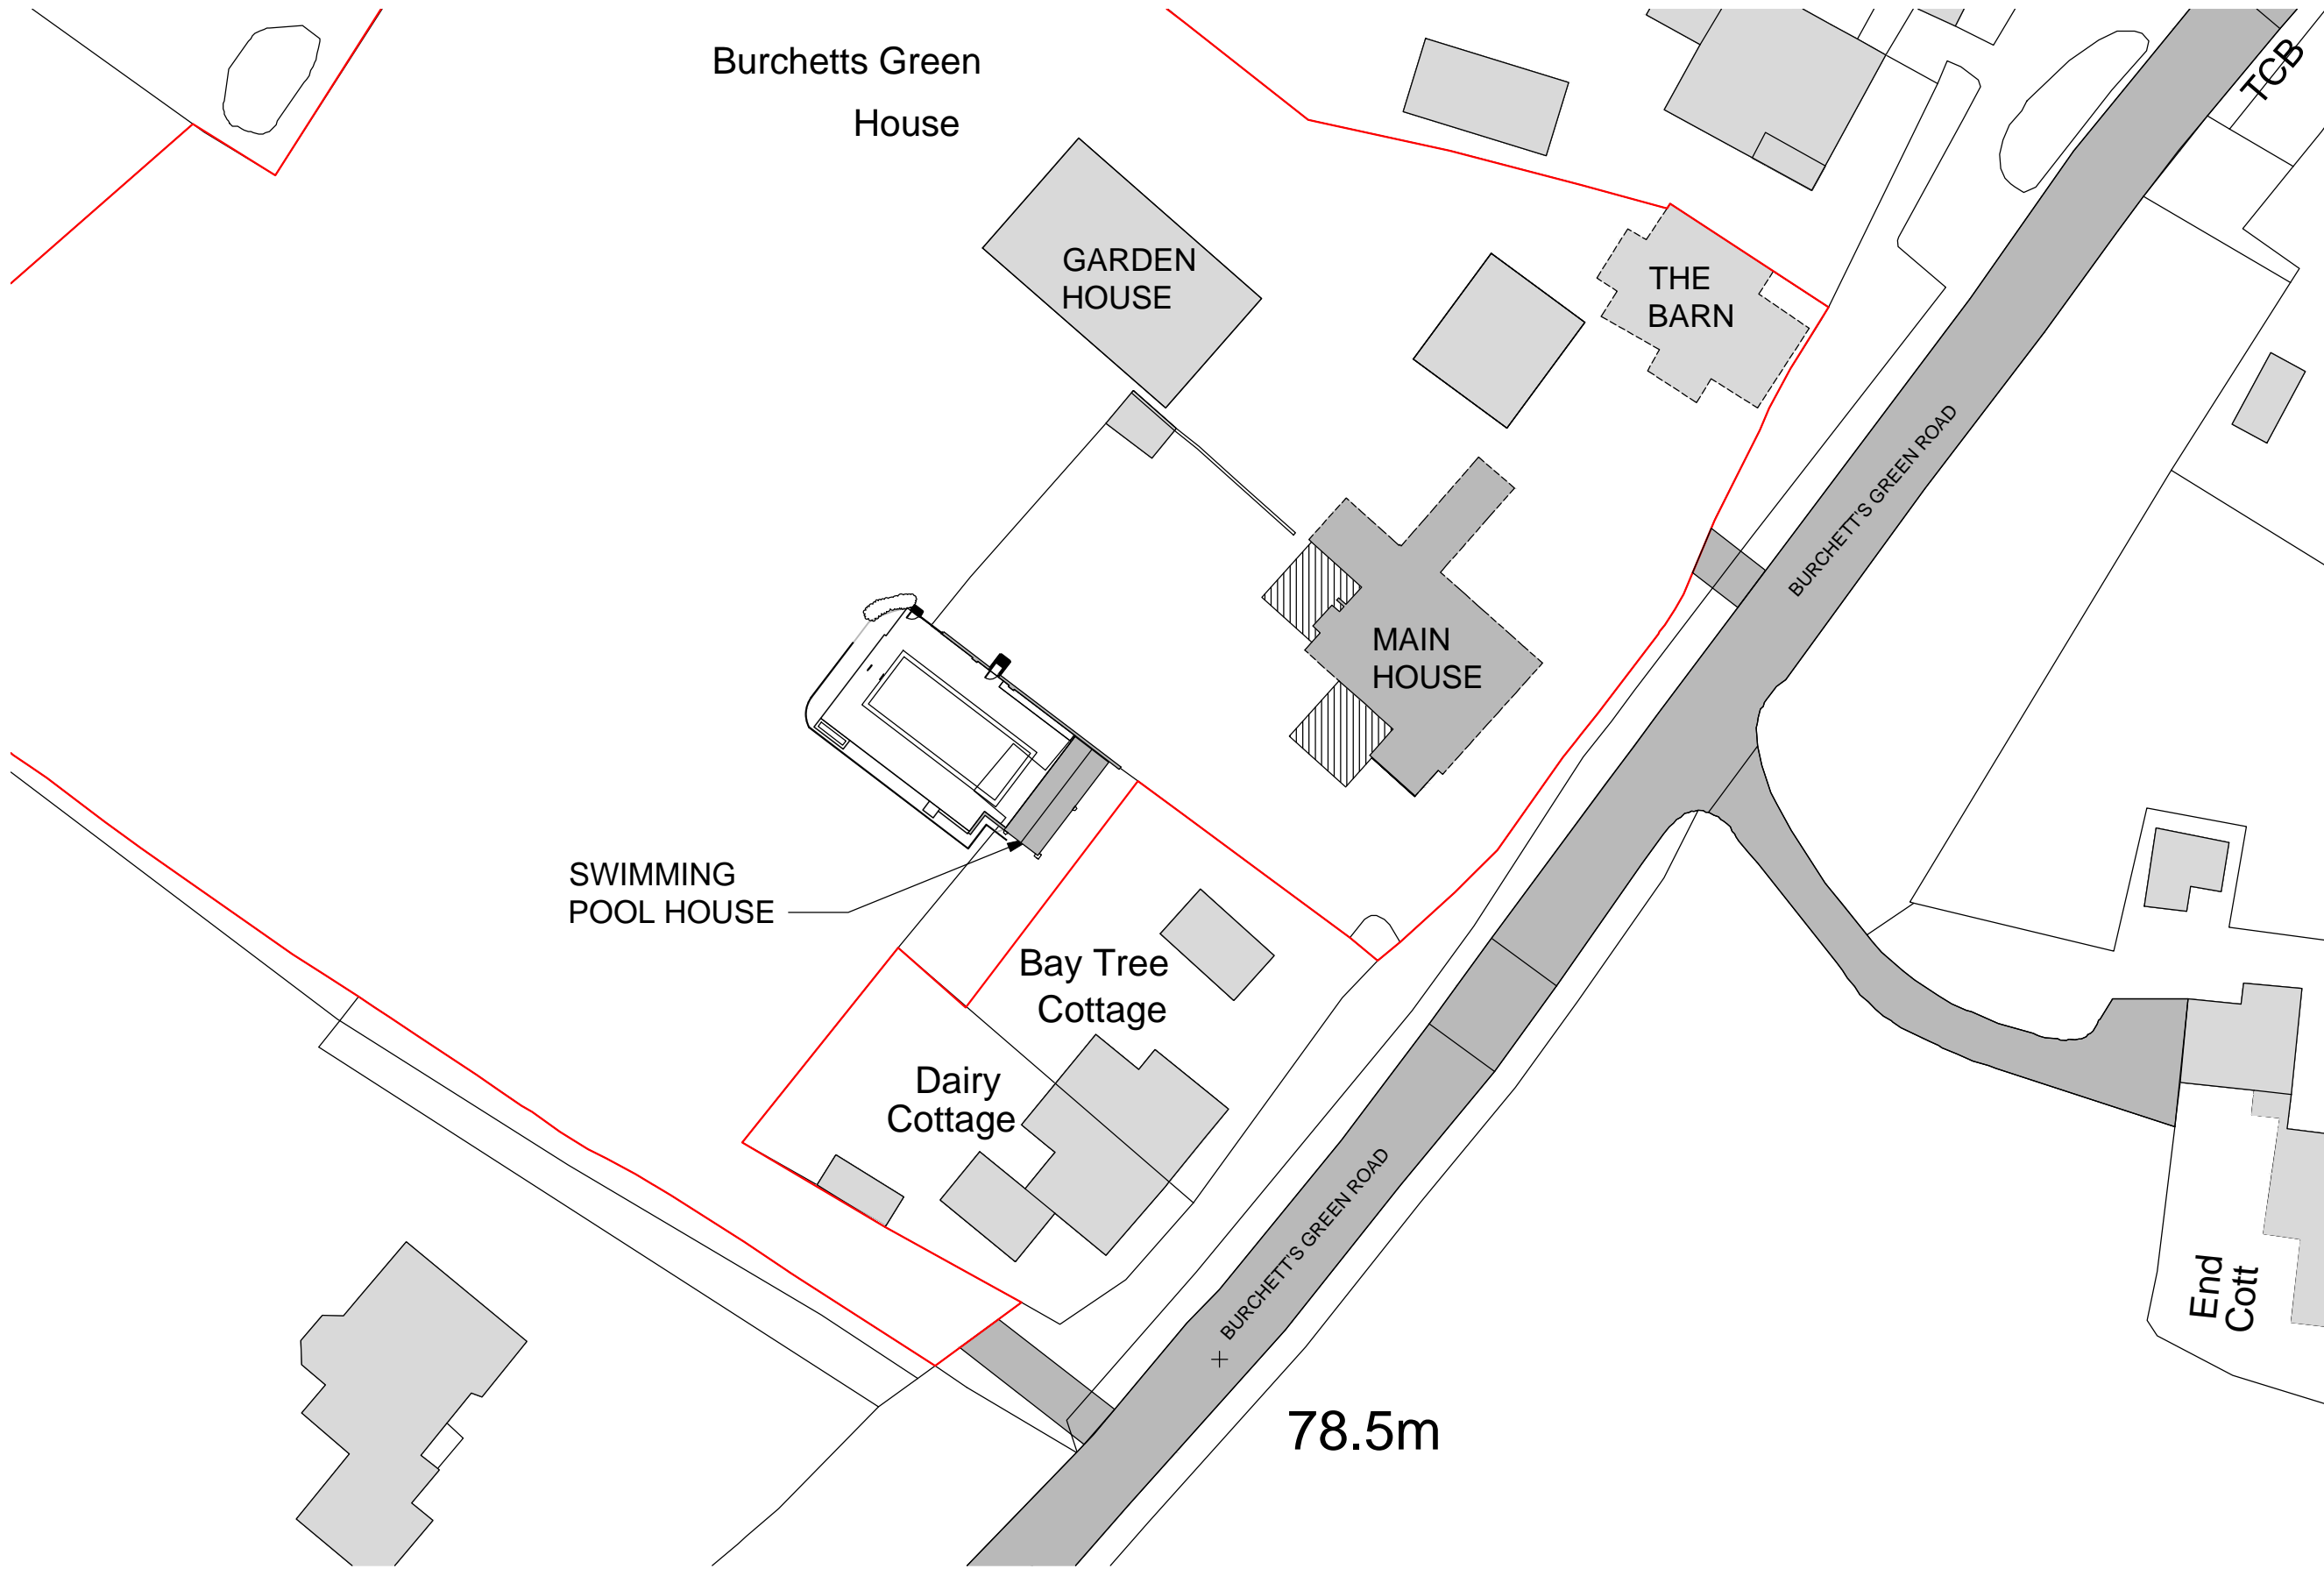 Burchetts Green
House
TCB
GARDEN
HOUSE
THE
BARN
BURCHETT'S GREEN ROAD
MAIN
HOUSE
SWIMMING
POOL HOUSE
Bay Tree
Cottage
Dairy
Cottage
BURCHETT'S GREEN ROAD
End
Cott
78.5m